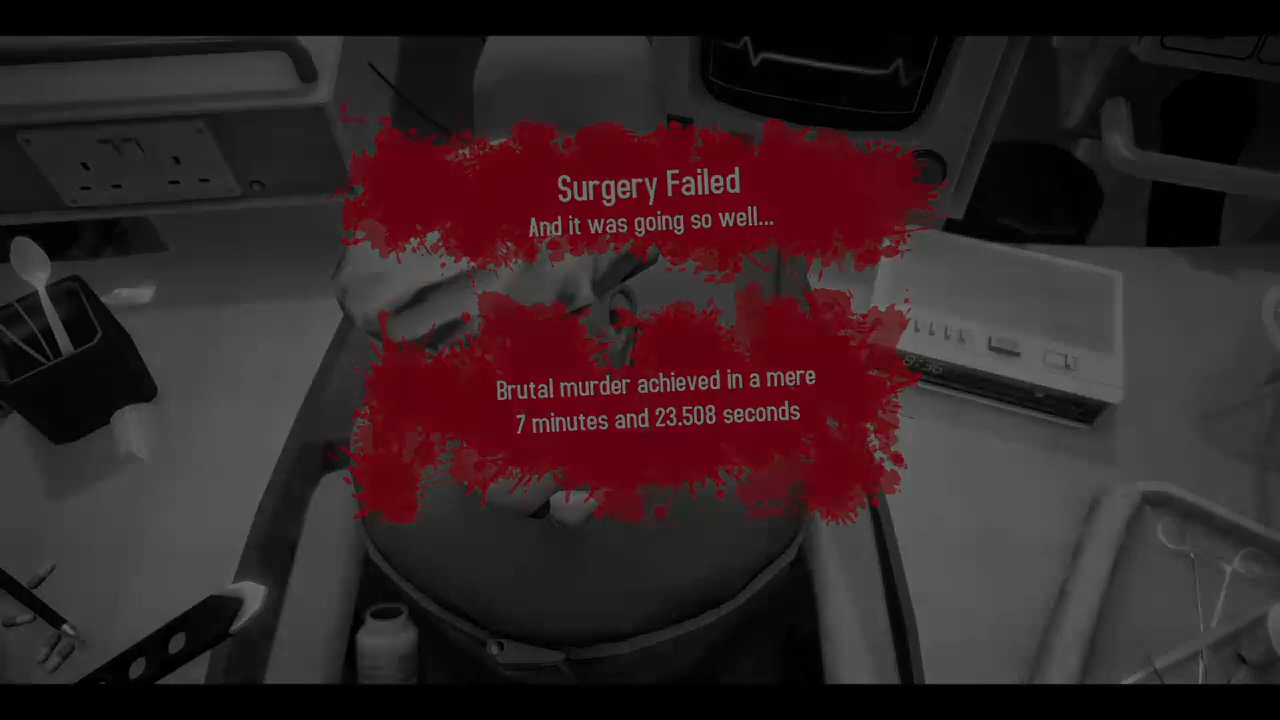 Surgery Failed
And it was going so well...
Brutal murder achieved in a mere
7 minutes and 23.508 seconds